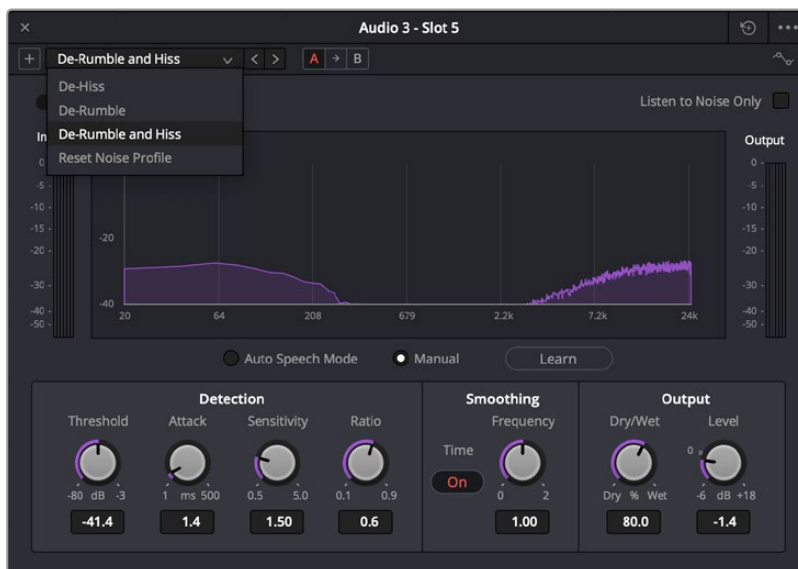 Audio 3 - Slot 5
De-Rumble and Hiss
A B
De-Hiss
De-Rumble
De-Rumble and Hiss
Reset Noise Profile
Listen to Noise Only
In
Output
0
-5
-10
-15
-20
-30
-40
-50
-20
-40
20 64 208 679 2.2k 7.2k 24k
0
-5
-10
-15
-20
-30
-40
-50
Auto Speech Mode Manual Learn
Detection
Threshold Attack Sensitivity Ratio
-80 dB -3 1 ms 500 0.5 5.0 0.1 0.9
-41.4 1.4 1.50 0.6
Smoothing
Time Frequency
On
0 2
1.00
Output
Dry/Wet Level
0
Dry % Wet -6 dB +18
80.0 -1.4